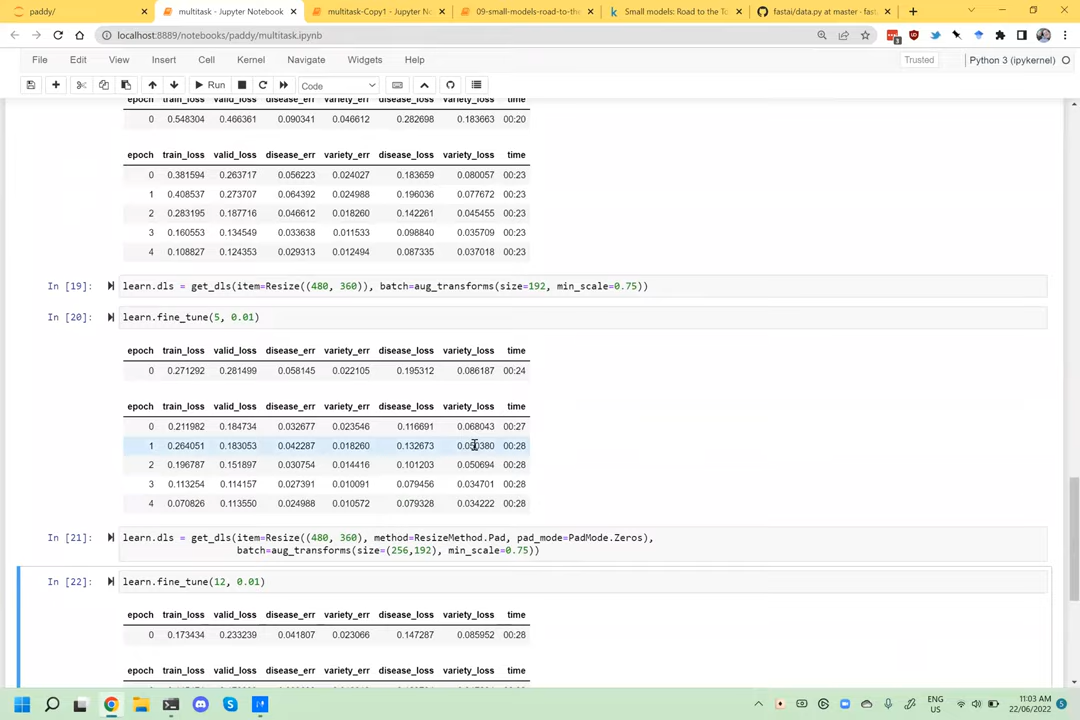 paddy/ multitask - Jupyter Notebook multitask-Copy1 - Jupyter N 09-small-models-road-to-the- Small models: Road to the To fastai/data.py at master · fast
localhost:8889/notebooks/paddy/multitask.ipynb
File Edit View Insert Cell Kernel Navigate Widgets Help Trusted Python 3 (ipykernel)
Run Code
epoch train_loss valid_loss disease_err variety_err disease_loss variety_loss time
0 0.548304 0.466361 0.090341 0.046612 0.282698 0.183663 00:20
epoch train_loss valid_loss disease_err variety_err disease_loss variety_loss time
0 0.381594 0.263717 0.056223 0.024027 0.183659 0.080057 00:23
1 0.408537 0.273707 0.064392 0.024988 0.196036 0.077672 00:23
2 0.283195 0.187716 0.046612 0.018260 0.142261 0.045455 00:23
3 0.160553 0.134549 0.033638 0.011533 0.098840 0.035709 00:23
4 0.108827 0.124353 0.029313 0.012494 0.087335 0.037018 00:23
In [19]: learn.dls = get_dls(item=Resize((480, 360)), batch=aug_transforms(size=192, min_scale=0.75))
In [20]: learn.fine_tune(5, 0.01)
epoch train_loss valid_loss disease_err variety_err disease_loss variety_loss time
0 0.271292 0.281499 0.058145 0.022105 0.195312 0.086187 00:24
epoch train_loss valid_loss disease_err variety_err disease_loss variety_loss time
0 0.211982 0.184734 0.032677 0.023546 0.116691 0.068043 00:27
1 0.264051 0.183053 0.042287 0.018260 0.132673 0.050380 00:28
2 0.196787 0.151897 0.030754 0.014416 0.101203 0.050694 00:28
3 0.113254 0.114157 0.027391 0.010091 0.079456 0.034701 00:28
4 0.070826 0.113550 0.024988 0.010572 0.079328 0.034222 00:28
In [21]: learn.dls = get_dls(item=Resize((480, 360), method=ResizeMethod.Pad, pad_mode=PadMode.Zeros),
batch=aug_transforms(size=(256,192), min_scale=0.75))
In [22]: learn.fine_tune(12, 0.01)
epoch train_loss valid_loss disease_err variety_err disease_loss variety_loss time
0 0.173434 0.233239 0.041807 0.023066 0.147287 0.085952 00:28
epoch train_loss valid_loss disease_err variety_err disease_loss variety_loss time
ENG
US
11:03 AM
22/06/2022